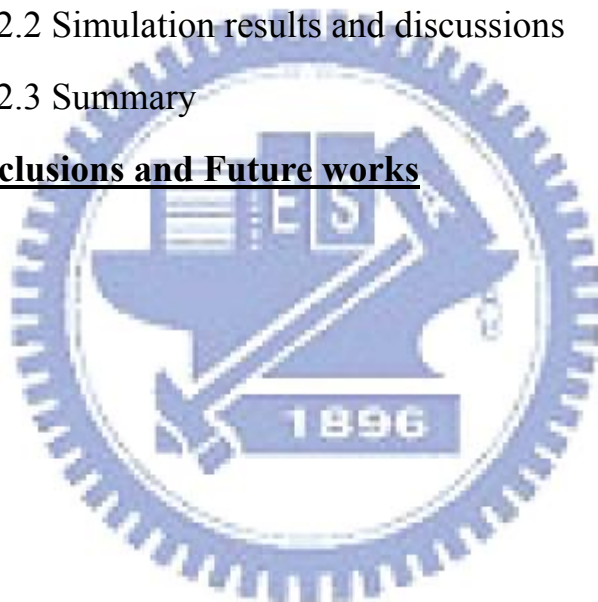 2.2 Simulation results and discussions
2.3 Summary
clusions and Future works
E S A
1896